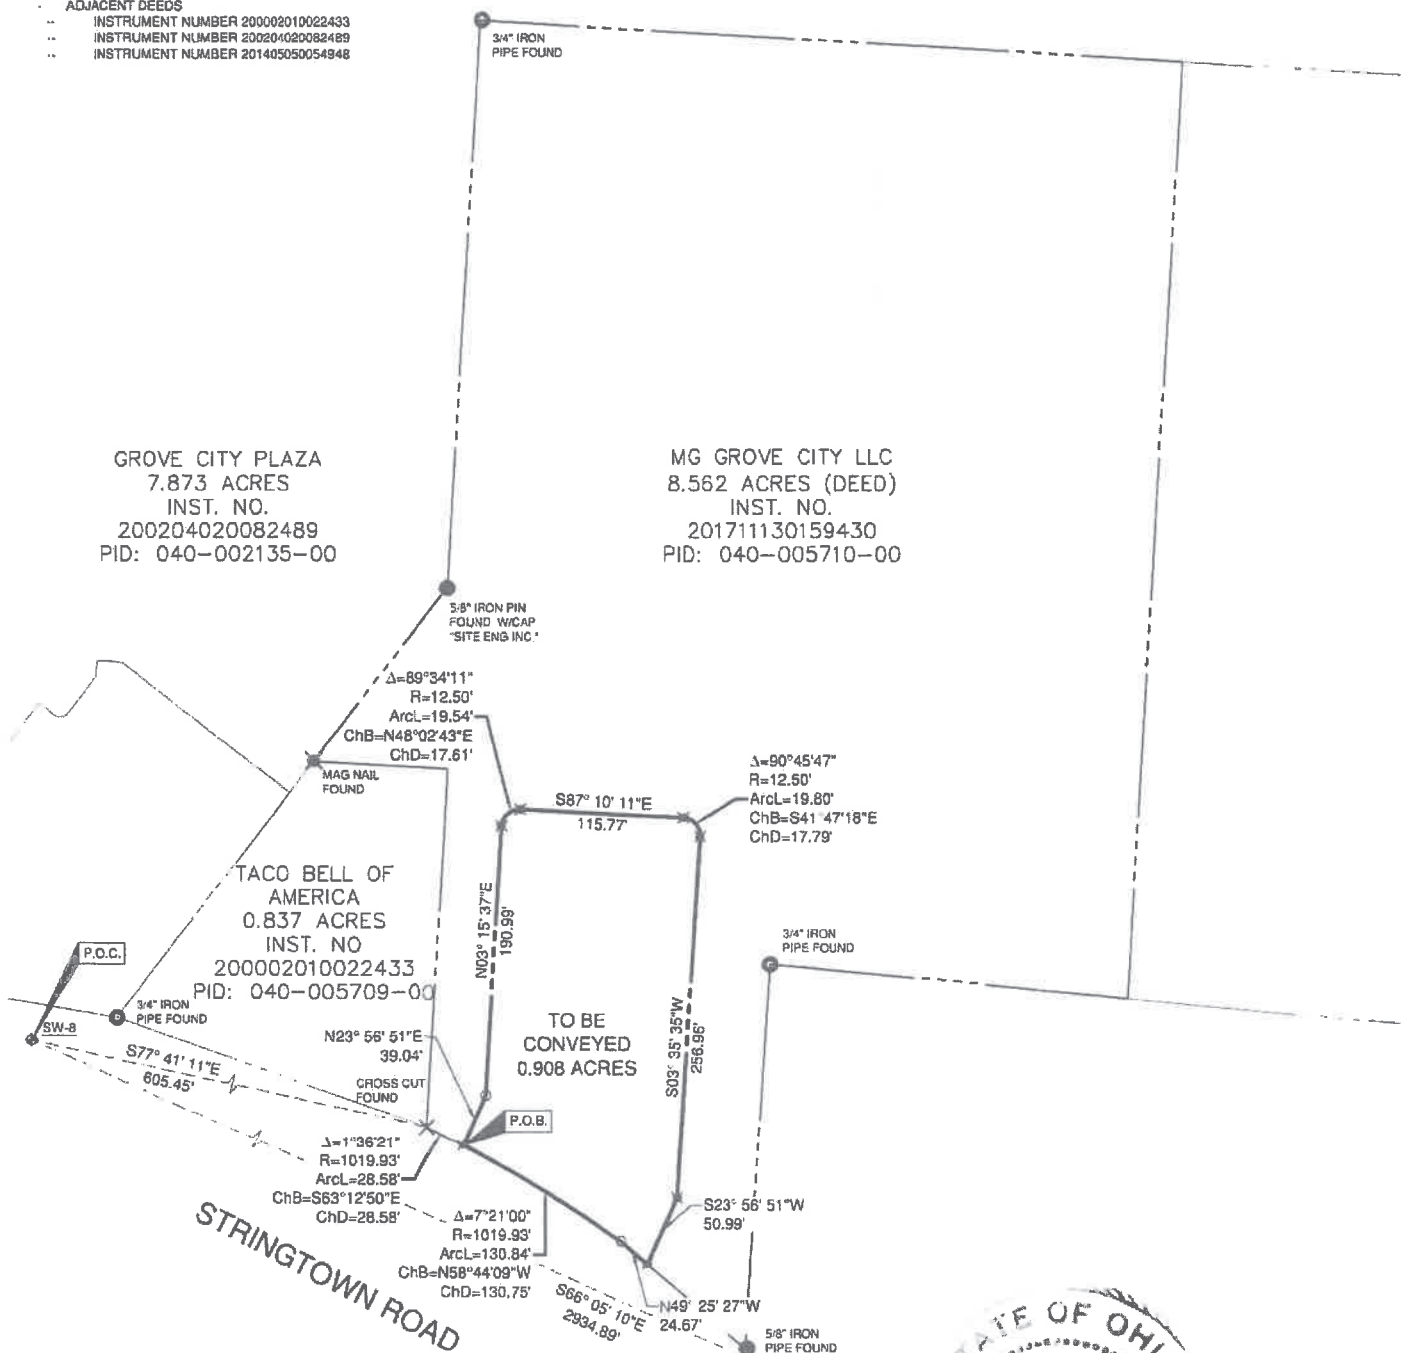 ADJACENT DEEDS
INSTRUMENT NUMBER 200002010022433
INSTRUMENT NUMBER 200204020082489
INSTRUMENT NUMBER 201405050054948
3/4" IRON
PIPE FOUND
GROVE CITY PLAZA
7.873 ACRES
INST. NO.
200204020082489
PID: 040-002135-00
MG GROVE CITY LLC
8.562 ACRES (DEED)
INST. NO.
201711130159430
PID: 040-005710-00
5/8" IRON PIN
FOUND W/CAP
"SITE ENG INC."
Δ=89°34'11"
R=12.50'
ArcL=19.54'
ChB=N48°02'43"E
ChD=17.61'
MAG NAIL
FOUND
Δ=90°45'47"
R=12.50'
ArcL=19.80'
ChB=S41°47'18"E
ChD=17.79'
S87° 10' 11"E
115.77'
TACO BELL OF
AMERICA
0.837 ACRES
INST. NO
200002010022433
PID: 040-005709-00
N03° 15' 37"E
190.99'
3/4" IRON
PIPE FOUND
P.O.C.
3/4" IRON
PIPE FOUND
SW-8
TO BE
CONVEYED
0.908 ACRES
S03° 35' 35"W
256.96'
N23° 56' 51"E
39.04'
S77° 41' 11"E
605.45'
CROSS CUT
FOUND
P.O.B.
Δ=1°36'21"
R=1019.93'
ArcL=28.58'
ChB=S63°12'50"E
ChD=28.58'
S23° 56' 51"W
50.99'
Δ=7°21'00"
R=1019.93'
ArcL=130.84'
ChB=N58°44'09"W
ChD=130.75'
STRINGTOWN ROAD
S66° 05' 10"E
2934.89'
N49° 25' 27"W
24.67'
5/8" IRON
PIPE FOUND
ATE OF OHI